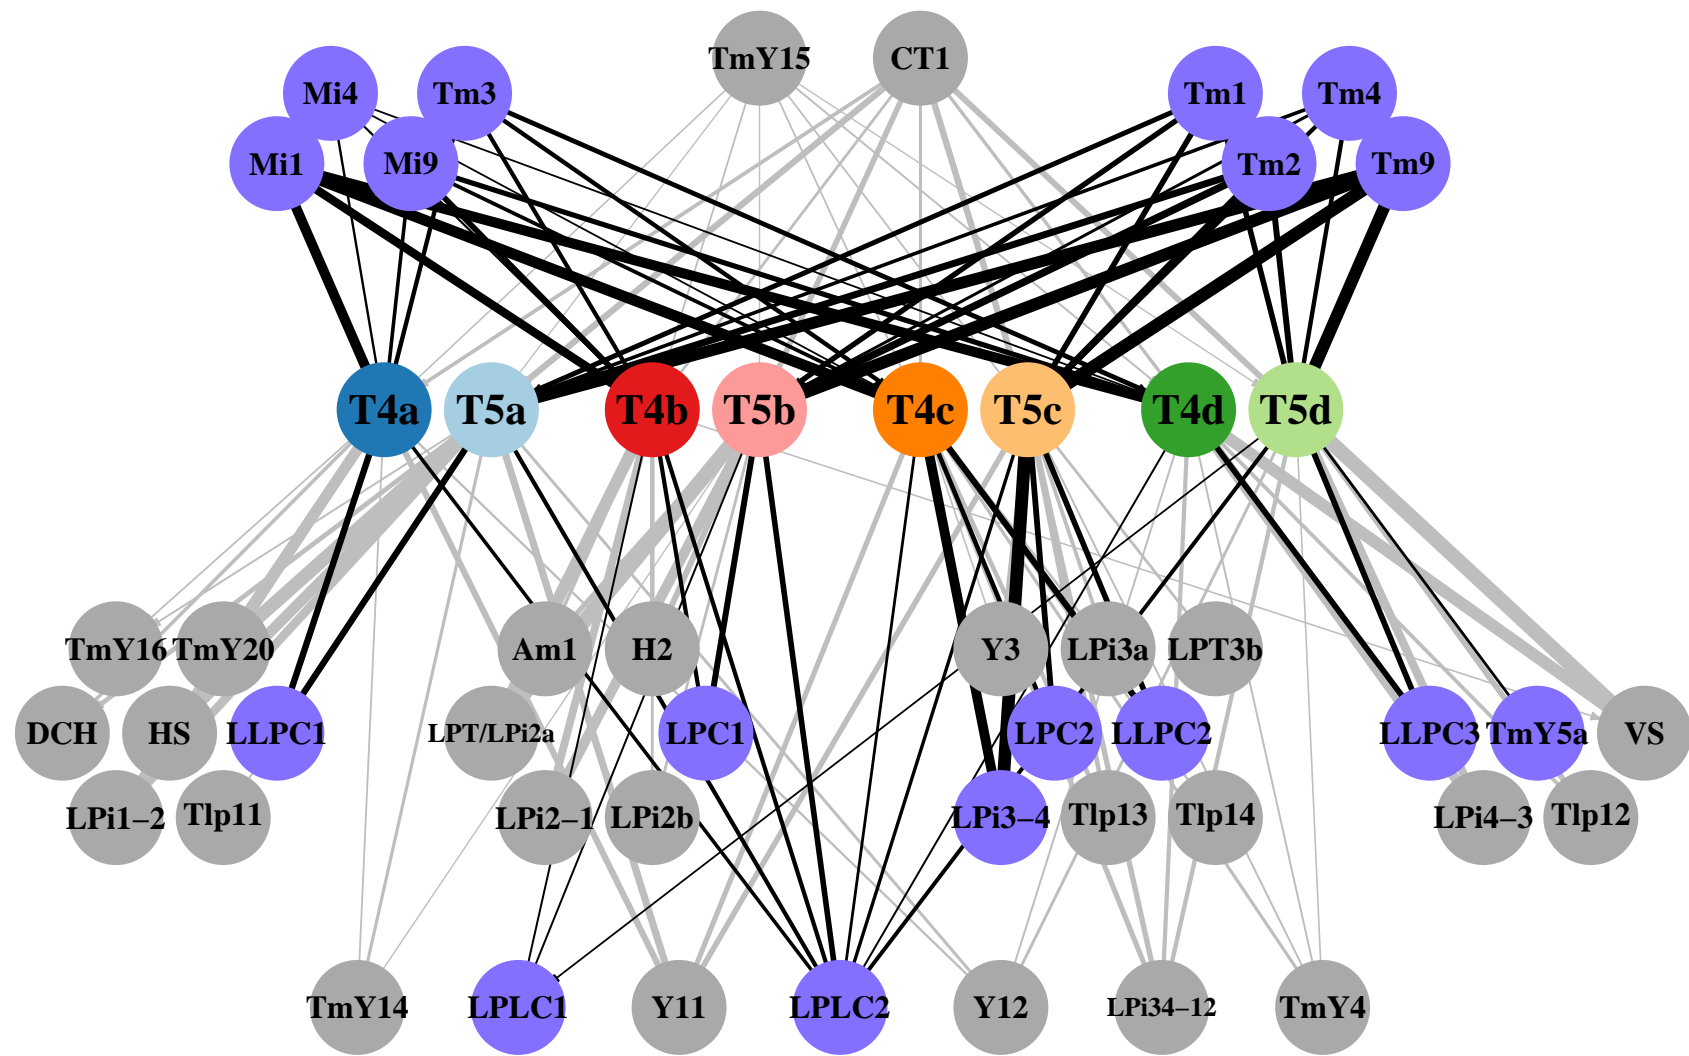 TmY15
CT1
Mi4
Tm3
Tm1
Tm4
Mi1
Mi9
Tm2
Tm9
T4a
T5a
T4b
T5b
T4c
T5c
T4d
T5d
TmY16
TmY20
Am1
H2
Y3
LPi3a
LPT3b
DCH
HS
LLPC1
LPT/LPi2a
LPC1
LPC2
LLPC2
LLPC3
TmY5a
VS
LPi1−2
Tlp11
LPi2−1
LPi2b
LPi3−4
Tlp13
Tlp14
LPi4−3
Tlp12
TmY14
LPLC1
Y11
LPLC2
Y12
LPi34−12
TmY4